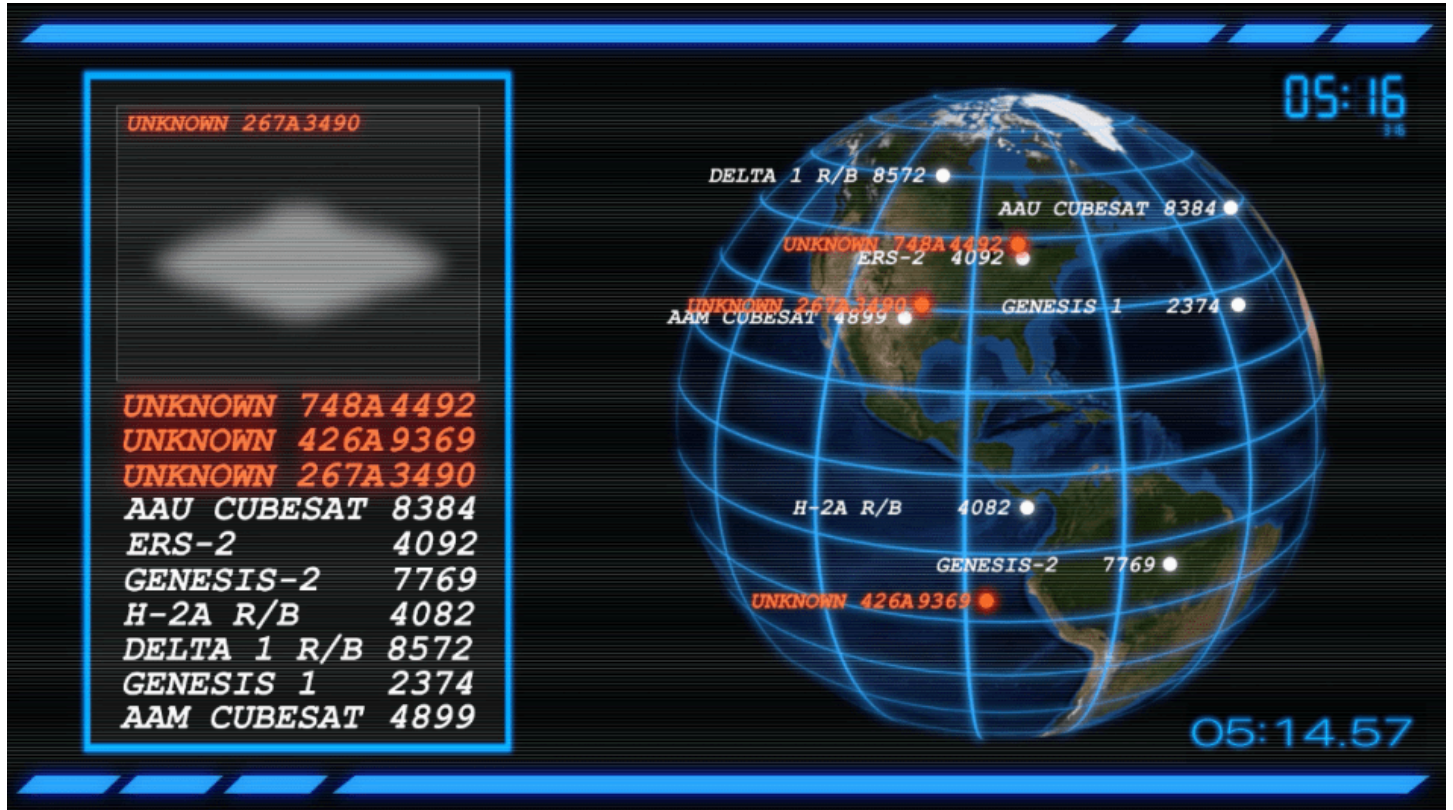 UNKNOWN 267A3490
UNKNOWN 748A4492
UNKNOWN 426A9369
UNKNOWN 267A3490
AAU CUBESAT 8384
ERS-2 4092
GENESIS-2 7769
H-2A R/B 4082
DELTA 1 R/B 8572
GENESIS 1 2374
AAM CUBESAT 4899
05:16
DELTA 1 R/B 8572
AAU CUBESAT 8384
UNKNOWN 748A4492
ERS-2 4092
UNKNOWN 267A3490
GENESIS 1 2374
AAM CUBESAT 4899
H-2A R/B 4082
GENESIS-2 7769
UNKNOWN 426A9369
05:14.57